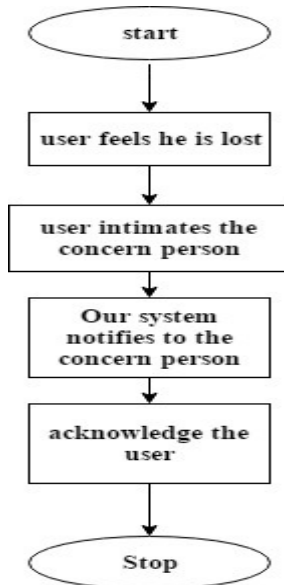 start
user feels he is lost
user intimates the
concern person
Our system
notifies to the
concern person
acknowledge the
user
Stop